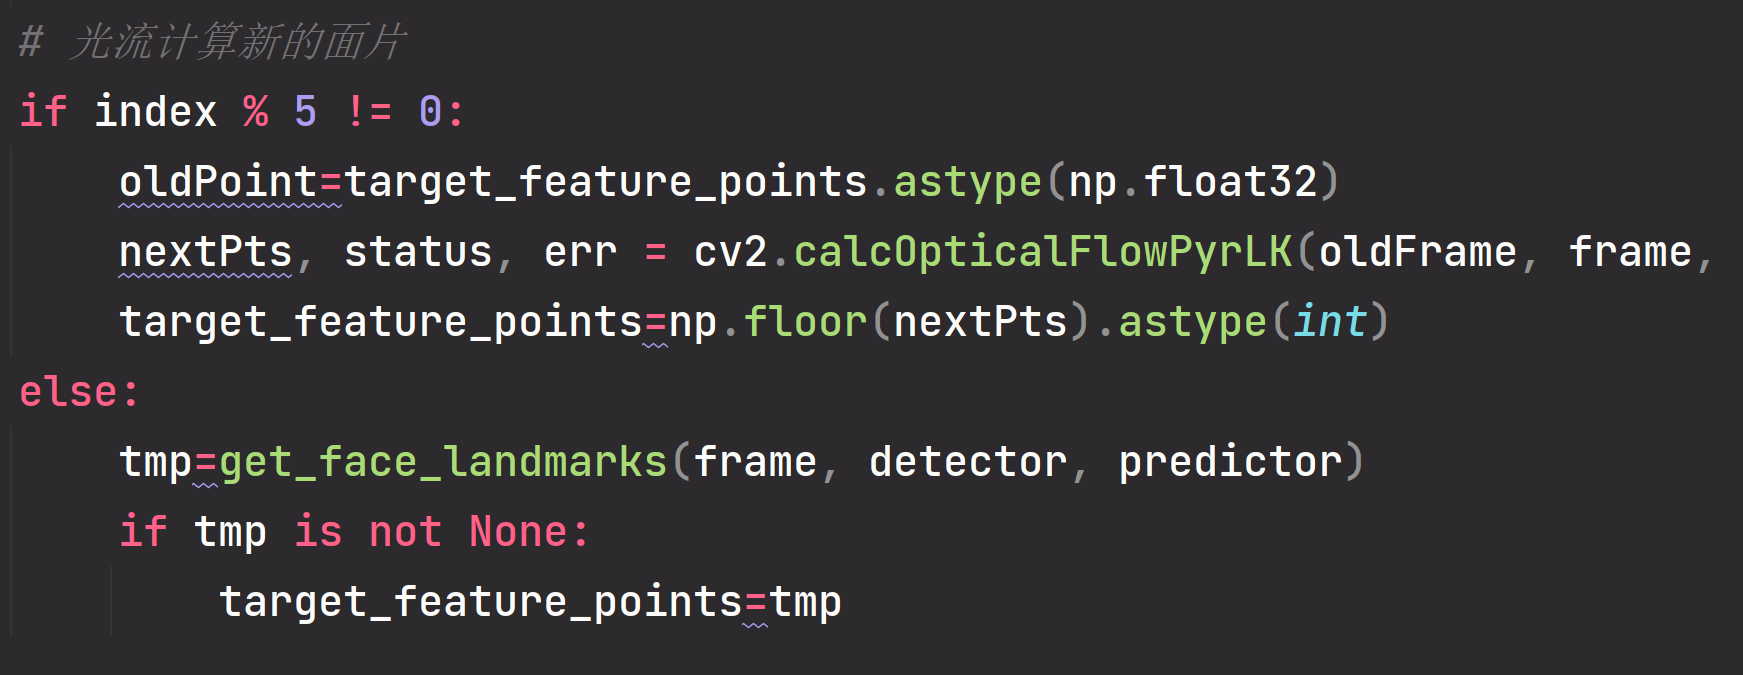 # 光流计算新的面片
if index % 5 != 0:
oldPoint=target_feature_points.astype(np.float32)
nextPts, status, err = cv2.calcOpticalFlowPyrLK(oldFrame, frame,
target_feature_points=np.floor(nextPts).astype(int)
else:
tmp=get_face_landmarks(frame, detector, predictor)
if tmp is not None:
target_feature_points=tmp